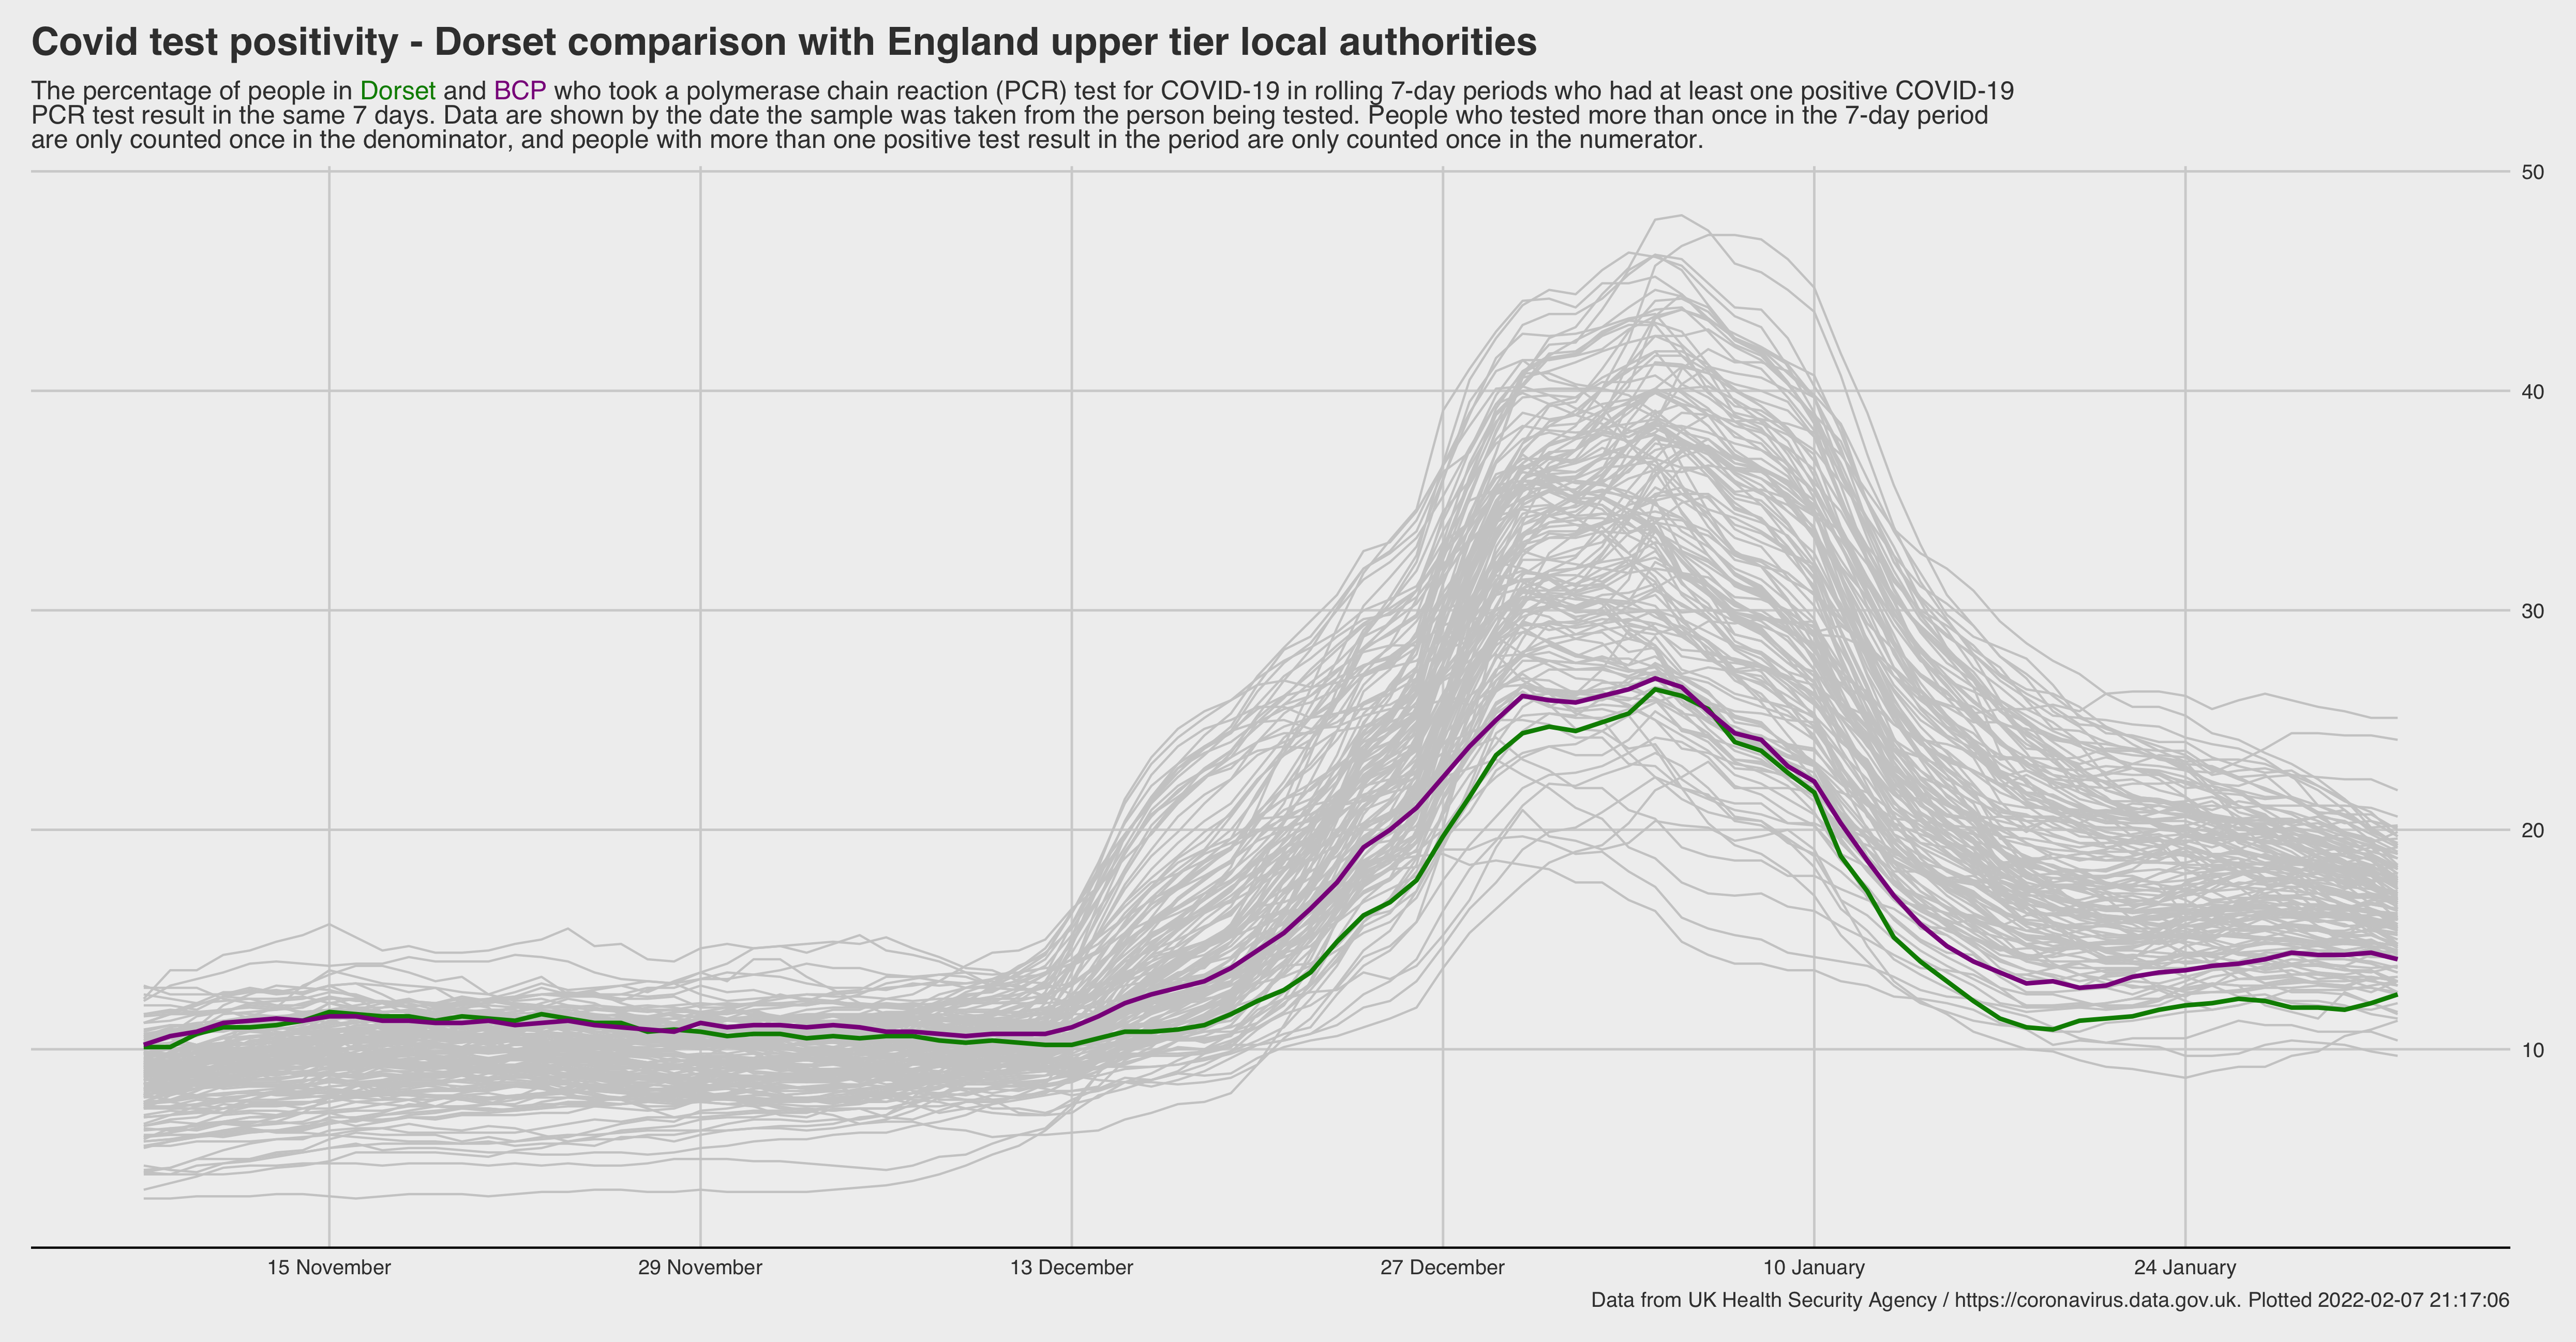 Covid test positivity - Dorset comparison with England upper tier local authorities
The percentage of people in Dorset and BCP who took a polymerase chain reaction (PCR) test for COVID-19 in rolling 7-day periods who had at least one positive COVID-19
PCR test result in the same 7 days. Data are shown by the date the sample was taken from the person being tested. People who tested more than once in the 7-day period
are only counted once in the denominator, and people with more than one positive test result in the period are only counted once in the numerator.
50
40
30
20
10
15 November 29 November 13 December 27 December 10 January 24 January
Data from UK Health Security Agency / https://coronavirus.data.gov.uk. Plotted 2022-02-07 21:17:06